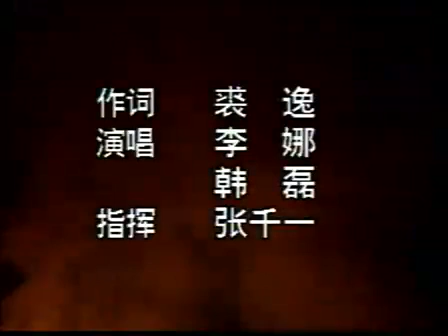 作词 裘 逸
演唱 李 娜
韩 磊
指挥 张千一